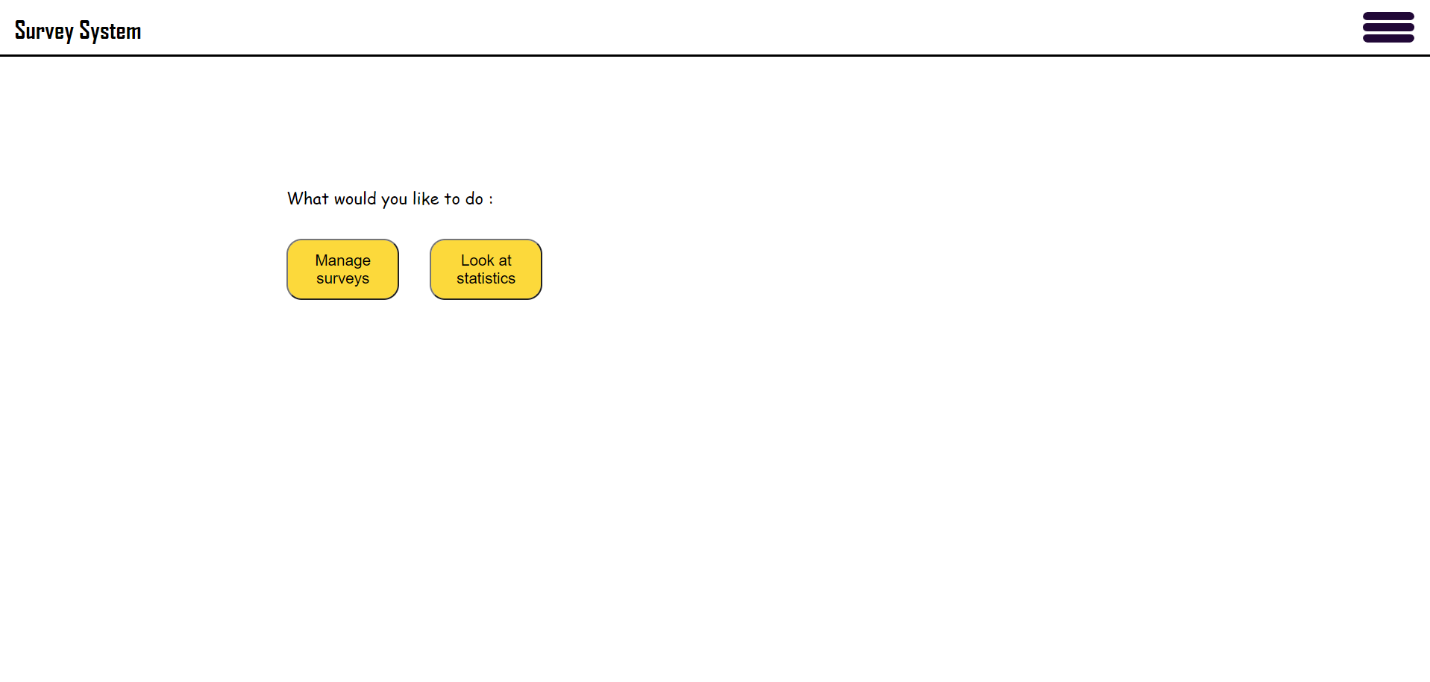 Survey System
What would you like to do :
Manage
surveys
Look at
statistics